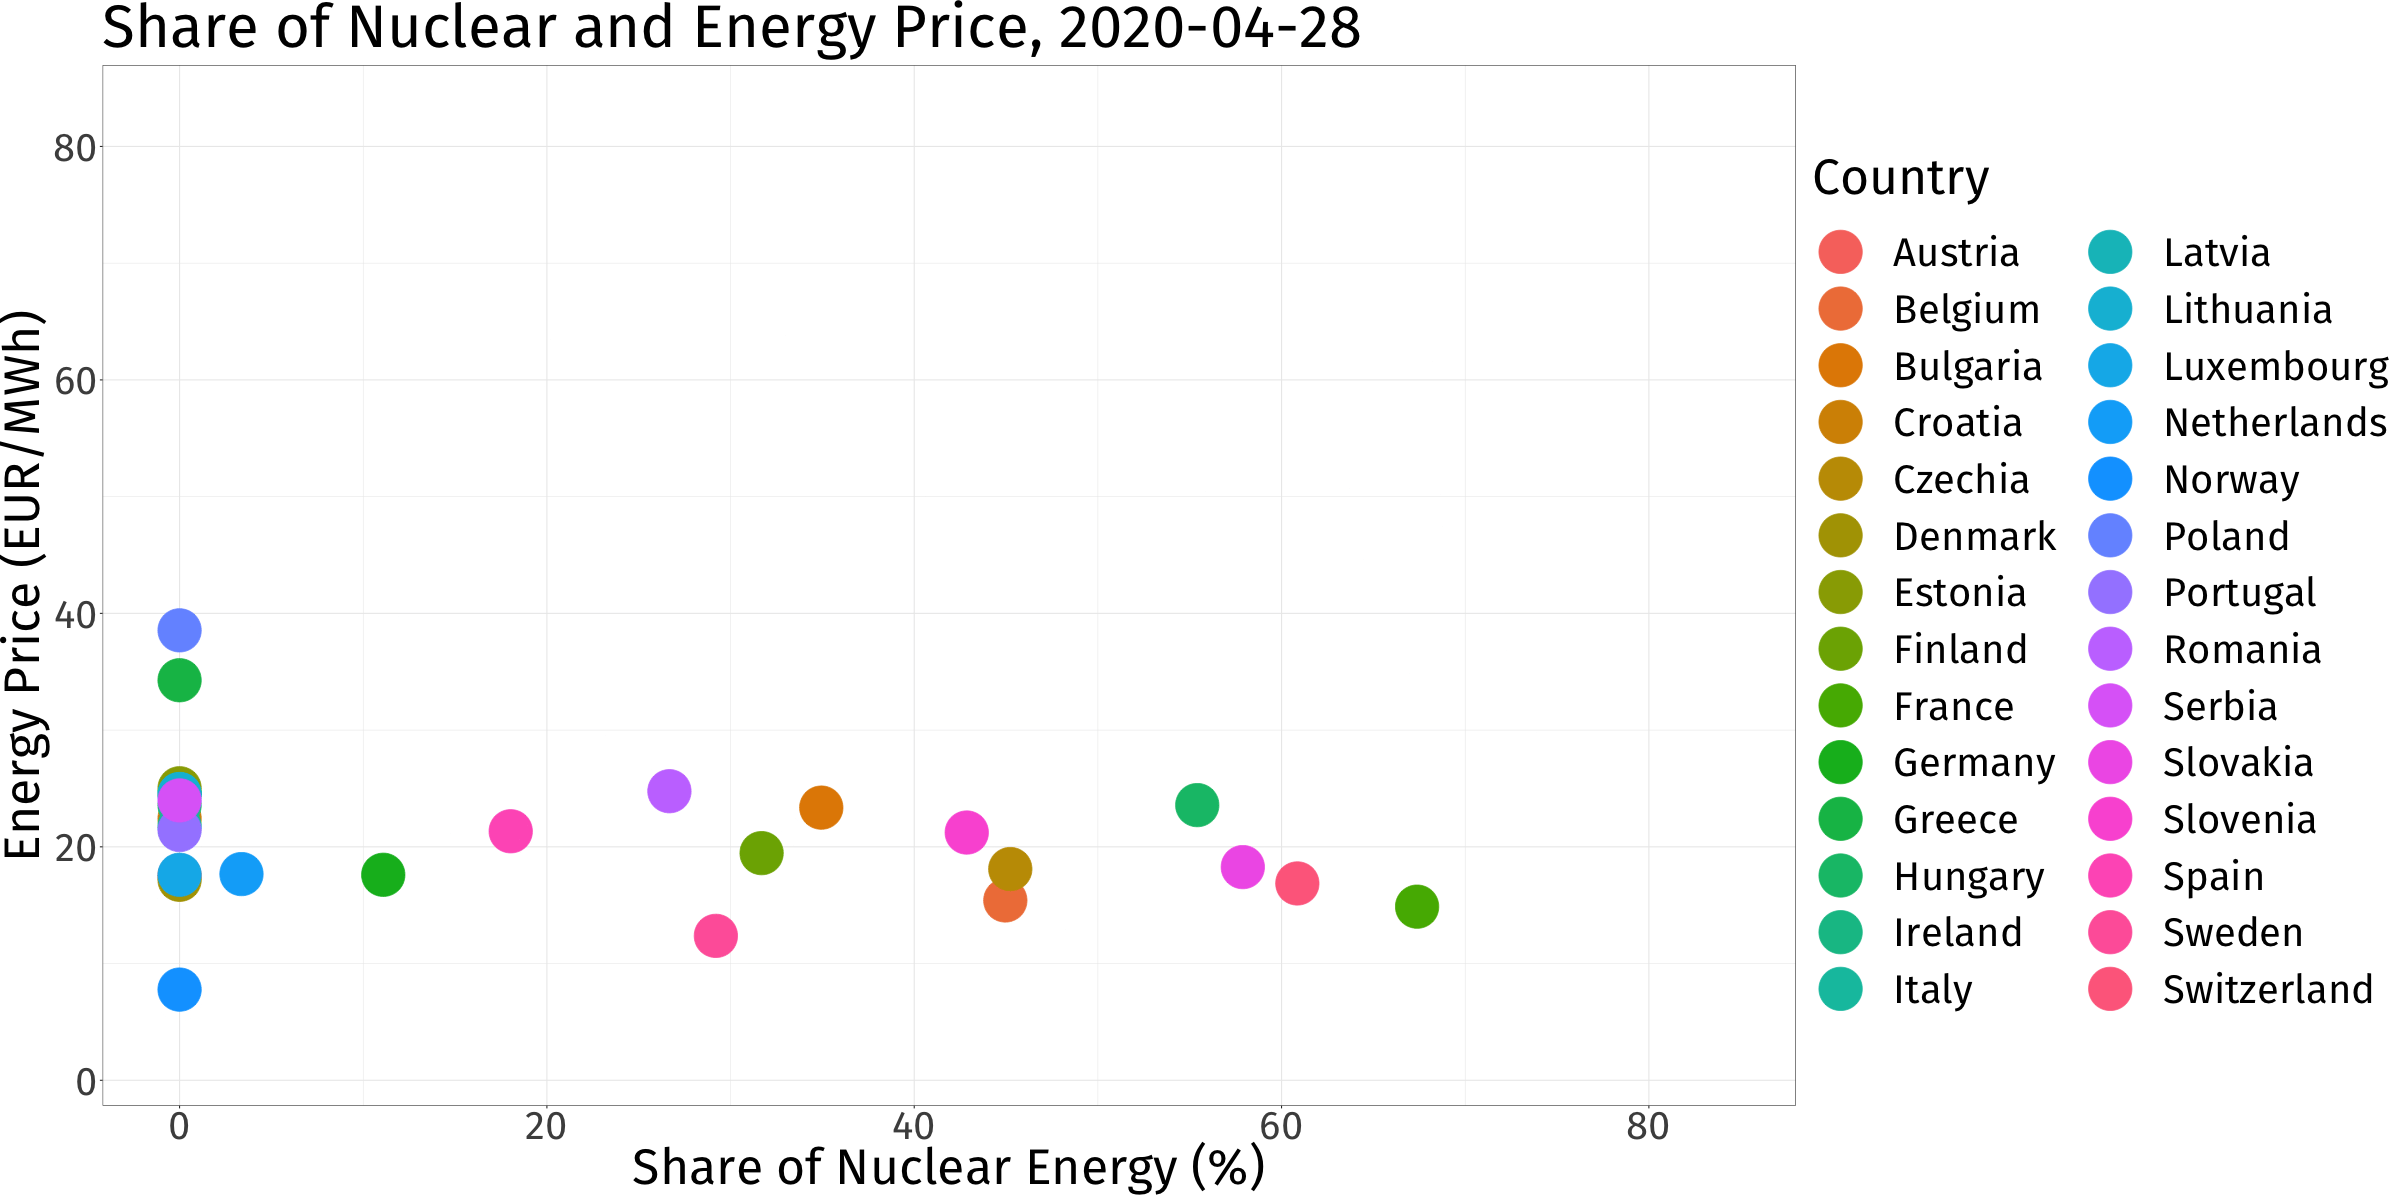 Share of Nuclear and Energy Price, 2020-04-28
80
60
40
20
0
Energy Price (EUR/MWh)
0 20 40 60 80
Share of Nuclear Energy (%)
Country
Austria
Belgium
Bulgaria
Croatia
Czechia
Denmark
Estonia
Finland
France
Germany
Greece
Hungary
Ireland
Italy
Latvia
Lithuania
Luxembourg
Netherlands
Norway
Poland
Portugal
Romania
Serbia
Slovakia
Slovenia
Spain
Sweden
Switzerland